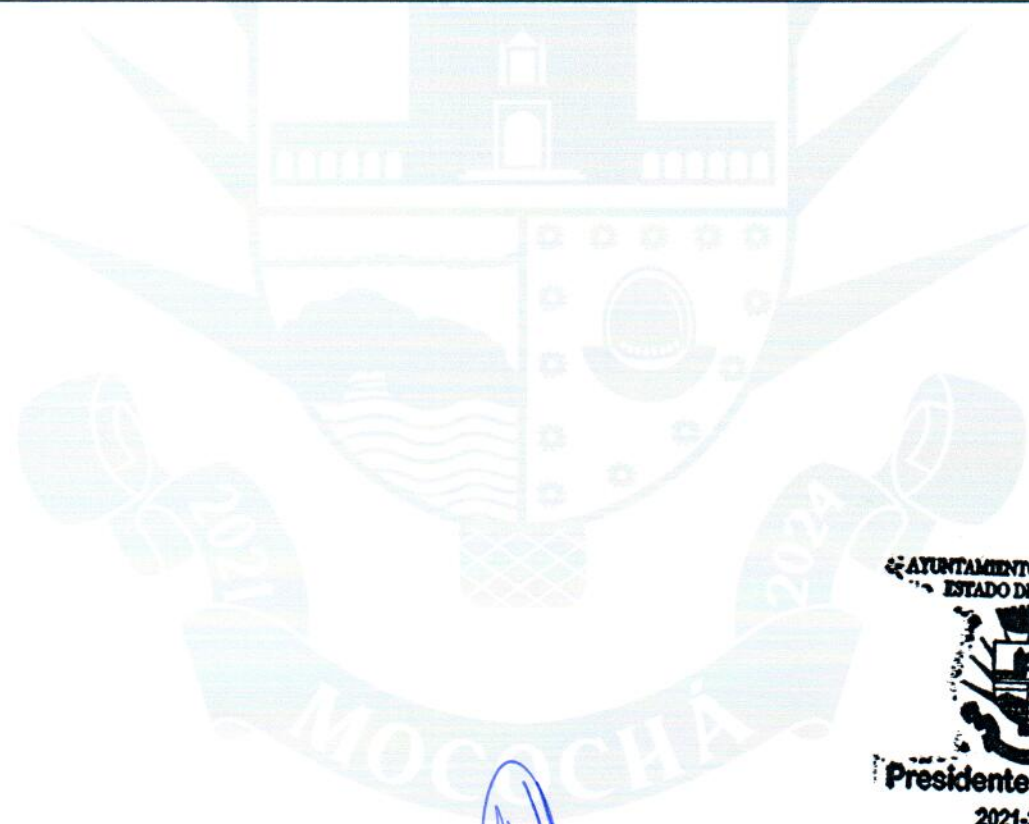 2021
2024
MOCOCHÁ
AYUNTAMIENTO
ESTADO
Presidente
2021-